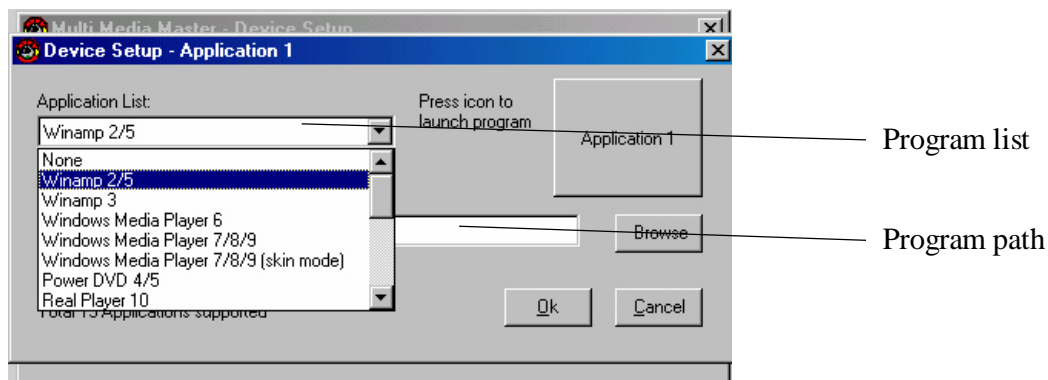 Multi Media Master - Device Setup
Device Setup - Application 1
Application List:
Press icon to
launch program
Winamp 2/5
Application 1
Program list
None
Winamp 2/5
Winamp 3
Windows Media Player 6
Windows Media Player 7/8/9
Browse
Program path
Windows Media Player 7/8/9 (skin mode)
Power DVD 4/5
Real Player 10
Ok
Cancel
Total 15 Applications supported